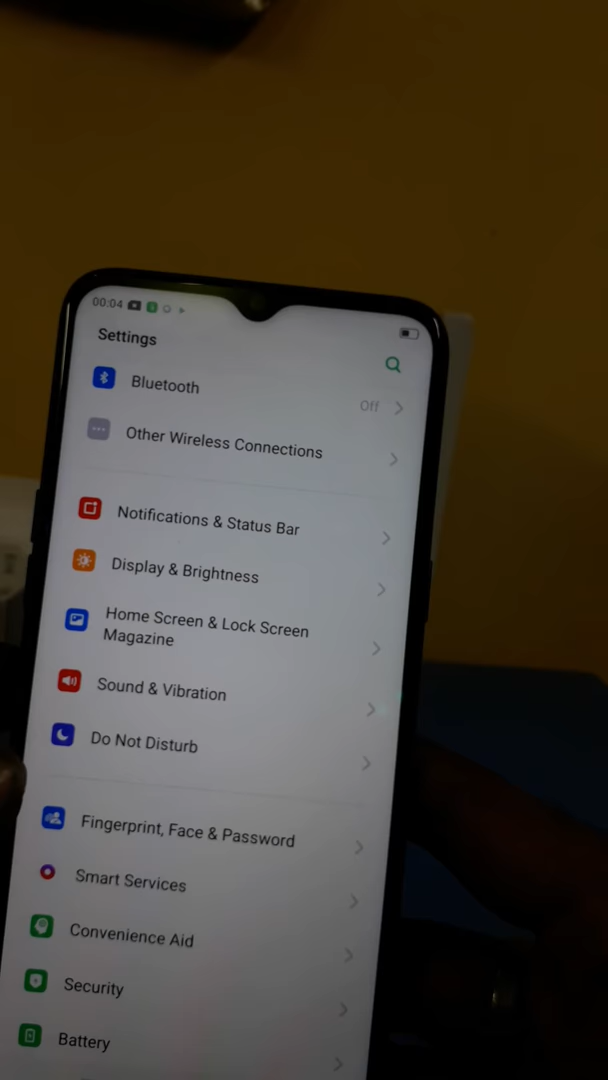 00:04
Settings
Bluetooth
Off
Other Wireless Connections
Notifications & Status Bar
Display & Brightness
Home Screen & Lock Screen
Magazine
Sound & Vibration
Do Not Disturb
Fingerprint, Face & Password
Smart Services
Convenience Aid
Security
Battery